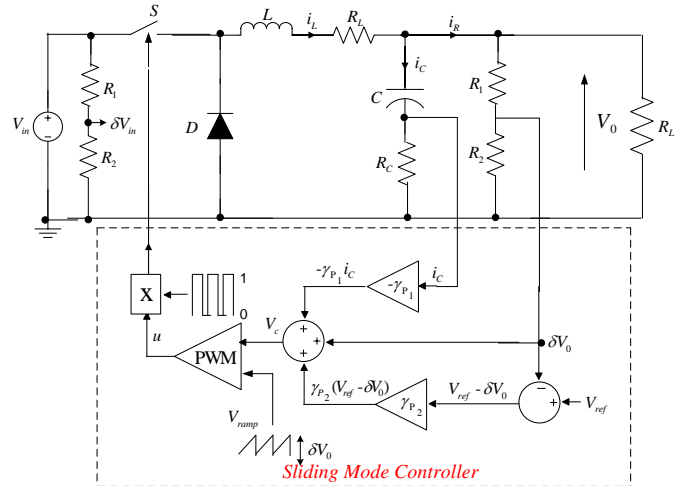 S
L
i_L
R_L
i_R
i_C
R_1
C
R_1
V_in
δV_in
D
V_0
R_L
R_2
R_C
R_2
-γ_P1 i_C
-γ_P1
i_C
X
1
0
V_c
u
PWM
+
+
+
δV_0
γ_P2 (V_ref - δV_0)
V_ref - δV_0
γ_P2
-
+
V_ref
V_ramp
δV_0
Sliding Mode Controller